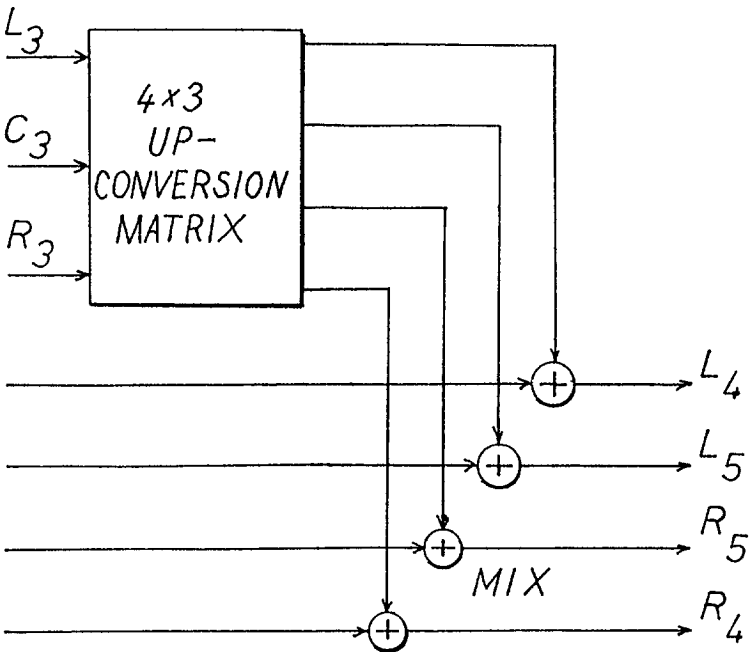 L3
4×3
UP-
CONVERSION
MATRIX
C3
R3
L4
L5
R5
MIX
R4